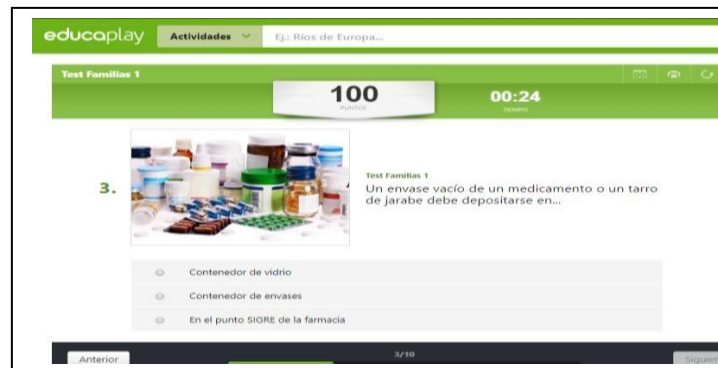 educaplay Actividades Ej.: Ríos de Europa...
Test Familias 1
100
PUNTOS
00:24
TIEMPO
3.
Test Familias 1
Un envase vacío de un medicamento o un tarro
de jarabe debe depositarse en...
Contenedor de vidrio
Contenedor de envases
En el punto SIGRE de la farmacia
Anterior
3/10
Siguien